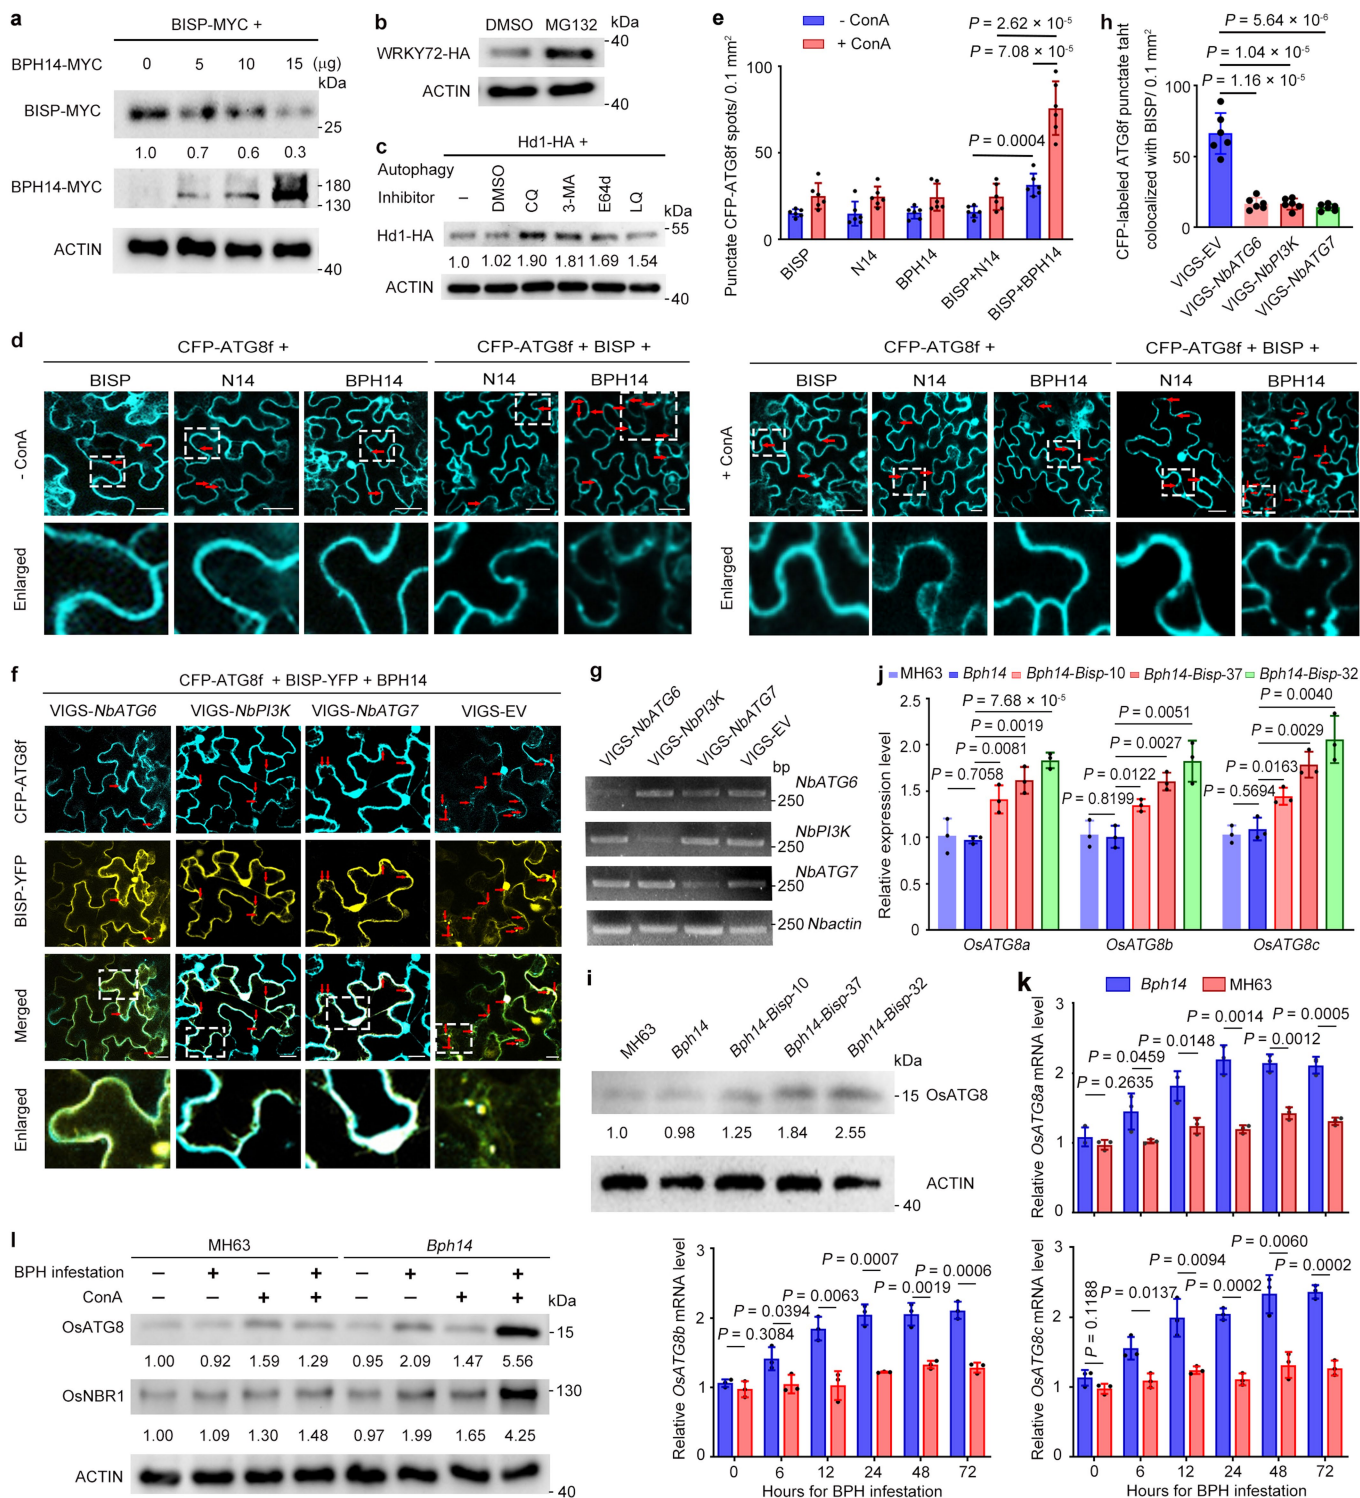 a
BISP-MYC +
BPH14-MYC 0 5 10 15 (μg)
kDa
BISP-MYC
25
1.0 0.7 0.6 0.3
BPH14-MYC
180
130
ACTIN
40
b
DMSO MG132 kDa
WRKY72-HA
40
ACTIN
40
c
Hd1-HA +
Autophagy
Inhibitor
– DMSO CQ 3-MA E64d LQ
kDa
Hd1-HA
55
1.0 1.02 1.90 1.81 1.69 1.54
ACTIN
40
e
- ConA
+ ConA
P = 2.62 × 10-5
P = 7.08 × 10-5
P = 0.0004
Punctate CFP-ATG8f spots/ 0.1 mm2
100
50
0
BISP N14 BPH14 BISP+N14 BISP+BPH14
h
P = 5.64 × 10-6
P = 1.04 × 10-5
P = 1.16 × 10-5
CFP-labeled ATG8f punctate taht
colocalized with BISP/ 0.1 mm2
100
50
0
VIGS-EV VIGS-NbATG6 VIGS-NbPI3K VIGS-NbATG7
d
CFP-ATG8f + CFP-ATG8f + BISP +
BISP N14 BPH14 N14 BPH14
- ConA
Enlarged
CFP-ATG8f + CFP-ATG8f + BISP +
BISP N14 BPH14 N14 BPH14
+ ConA
Enlarged
f
CFP-ATG8f + BISP-YFP + BPH14
VIGS-NbATG6 VIGS-NbPI3K VIGS-NbATG7 VIGS-EV
CFP-ATG8f
BISP-YFP
Merged
Enlarged
g
VIGS-NbATG6 VIGS-NbPI3K VIGS-NbATG7 VIGS-EV
bp
NbATG6
250
NbPI3K
250
NbATG7
250
250 Nbactin
j
MH63 Bph14 Bph14-Bisp-10 Bph14-Bisp-37 Bph14-Bisp-32
Relative expression level
2.5
2.0
1.5
1.0
0.5
0
P = 7.68 × 10-5
P = 0.0019
P = 0.0081
P = 0.7058
P = 0.0051
P = 0.0027
P = 0.0122
P = 0.8199
P = 0.0040
P = 0.0029
P = 0.0163
P = 0.5694
OsATG8a OsATG8b OsATG8c
i
MH63 Bph14 Bph14-Bisp-10 Bph14-Bisp-37 Bph14-Bisp-32
kDa
15 OsATG8
1.0 0.98 1.25 1.84 2.55
ACTIN
40
k
Bph14 MH63
Relative OsATG8a mRNA level
3
2
1
0
P = 0.2635
P = 0.0459
P = 0.0148
P = 0.0014
P = 0.0012
P = 0.0005
Relative OsATG8b mRNA level
3
2
1
0
P = 0.3084
P = 0.0394
P = 0.0063
P = 0.0007
P = 0.0019
P = 0.0006
0 6 12 24 48 72
Hours for BPH infestation
Relative OsATG8c mRNA level
3
2
1
0
P = 0.1188
P = 0.0137
P = 0.0094
P = 0.0002
P = 0.0060
P = 0.0002
0 6 12 24 48 72
Hours for BPH infestation
l
MH63 Bph14
BPH infestation – + – + – + – +
ConA – – + + – – + +
kDa
OsATG8
15
1.00 0.92 1.59 1.29 0.95 2.09 1.47 5.56
OsNBR1
130
1.00 1.09 1.30 1.48 0.97 1.99 1.65 4.25
ACTIN
40